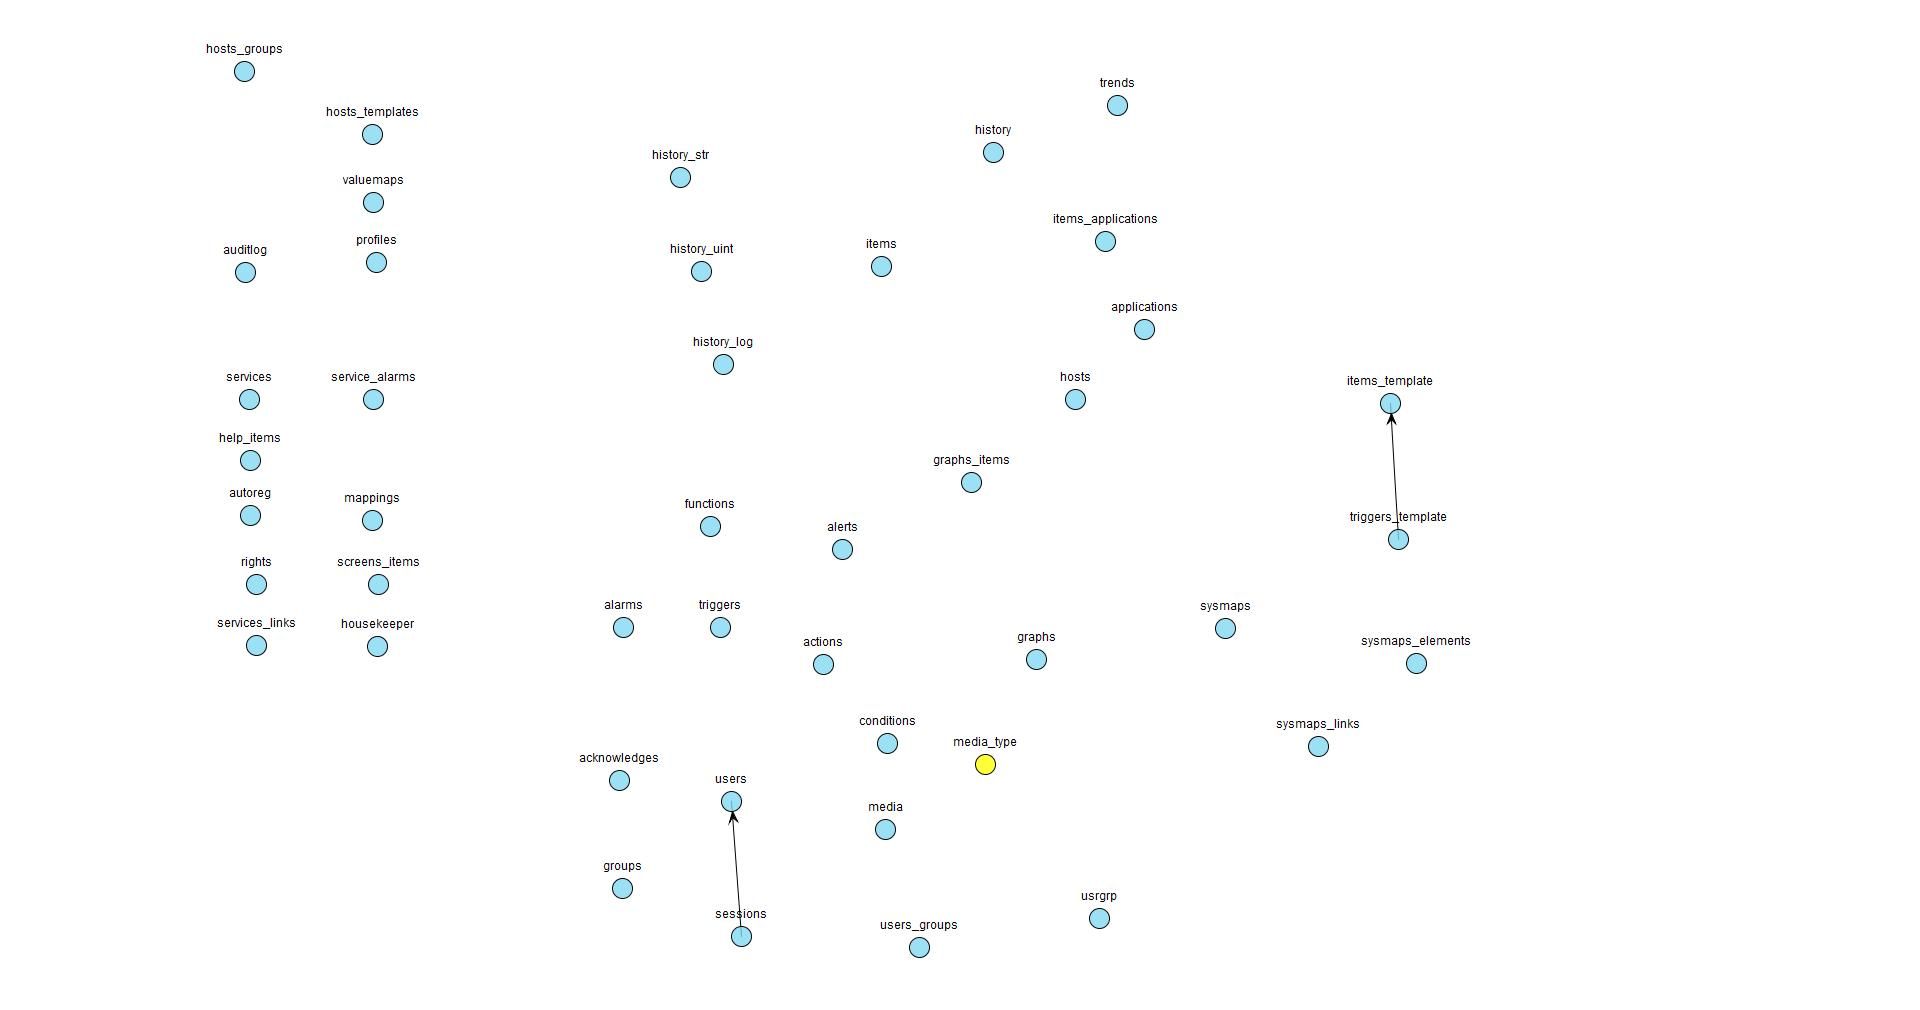 hosts_groups
trends
hosts_templates
history
history_str
valuemaps
items_applications
profiles
items
history_uint
auditlog
applications
history_log
services
service_alarms
hosts
items_template
help_items
graphs_items
autoreg
mappings
functions
triggers_template
alerts
rights
screens_items
alarms
triggers
sysmaps
services_links
housekeeper
graphs
actions
sysmaps_elements
conditions
sysmaps_links
media_type
acknowledges
users
media
groups
usrgrp
sessions
users_groups